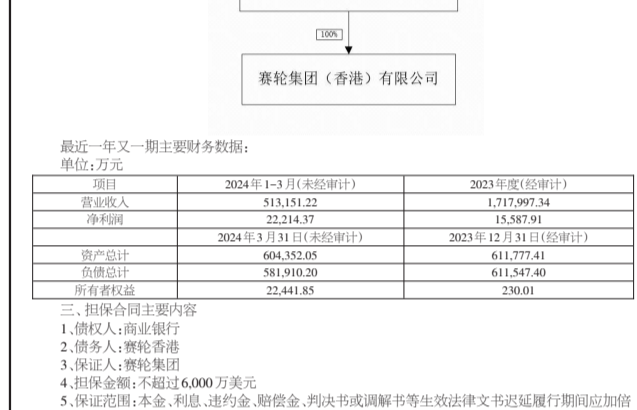 100%
赛轮集团（香港）有限公司
最近一年又一期主要财务数据:
单位:万元
项目 2024年1-3月(未经审计) 2023年度(经审计)
营业收入 513,151.22 1,717,997.34
净利润 22,214.37 15,587.91
2024年3月31日(未经审计) 2023年12月31日(经审计)
资产总计 604,352.05 611,777.41
负债总计 581,910.20 611,547.40
所有者权益 22,441.85 230.01
三、担保合同主要内容
1、债权人:商业银行
2、债务人:赛轮香港
3、保证人:赛轮集团
4、担保金额:不超过6,000万美元
5、保证范围:本金、利息、违约金、赔偿金、判决书或调解书等生效法律文书迟延履行期间应加倍